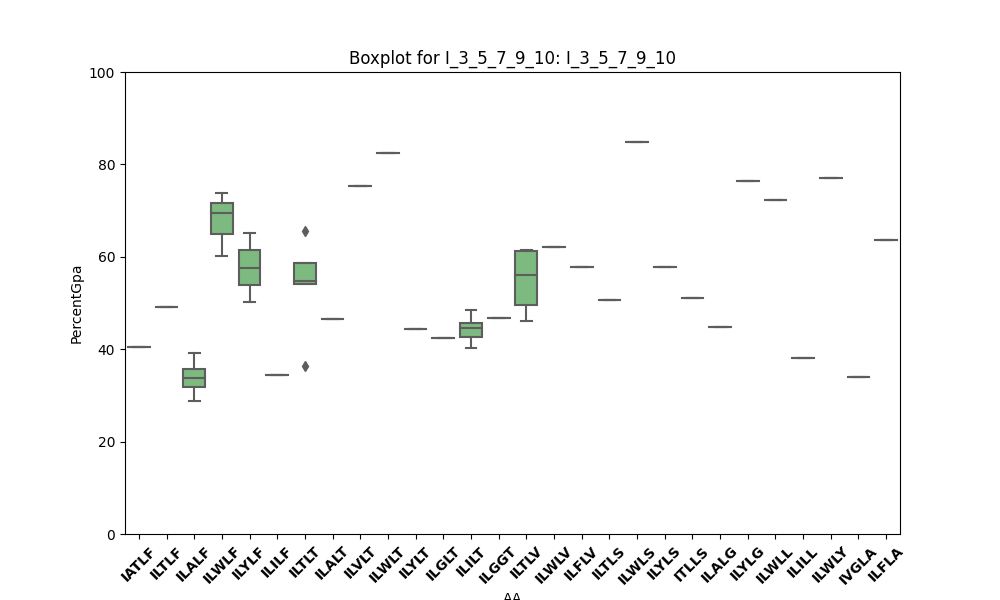 Boxplot for I_3_5_7_9_10: I_3_5_7_9_10
100
80
60
40
20
0
PercentGpa
IATLF
ILTLF
ILALF
ILWLF
ILYLF
ILILF
ILTLT
ILALT
ILVLT
ILWLT
ILYLT
ILGLT
ILILT
ILGGT
ILTLV
ILWLV
ILFLV
ILTLS
ILWLS
ILYLS
ITLLS
ILALG
ILYLG
ILWLL
ILILL
ILWLY
IVGLA
ILFLA
AA